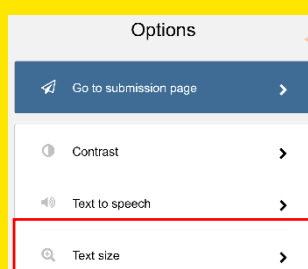 Options
Go to submission page
Contrast
Text to speech
Text size